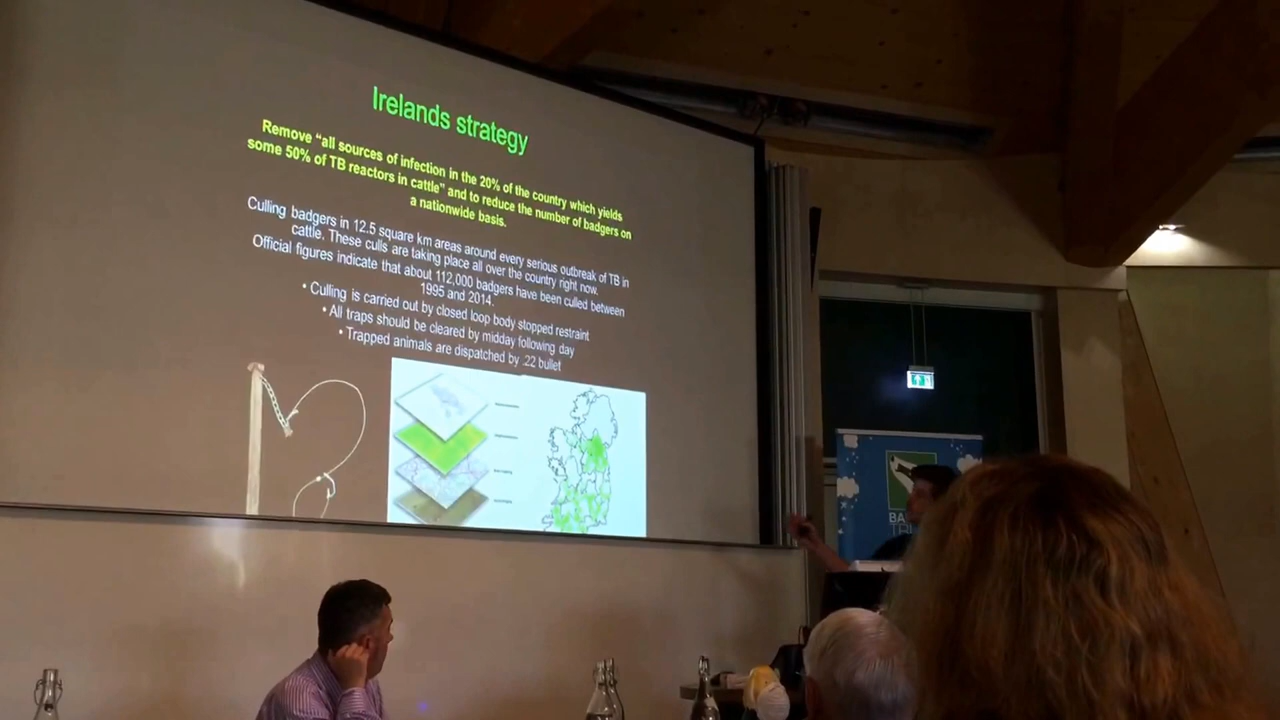 Irelands strategy
Remove “all sources of infection in the 20% of the country which yields
some 50% of TB reactors in cattle” and to reduce the number of badgers on
a nationwide basis.
Culling badgers in 12.5 square km areas around every serious outbreak of TB in
cattle. These culls are taking place all over the country right now.
Official figures indicate that about 112,000 badgers have been culled between
1995 and 2014.
• Culling is carried out by closed loop body stopped restraint
• All traps should be cleared by midday following day
• Trapped animals are dispatched by .22 bullet